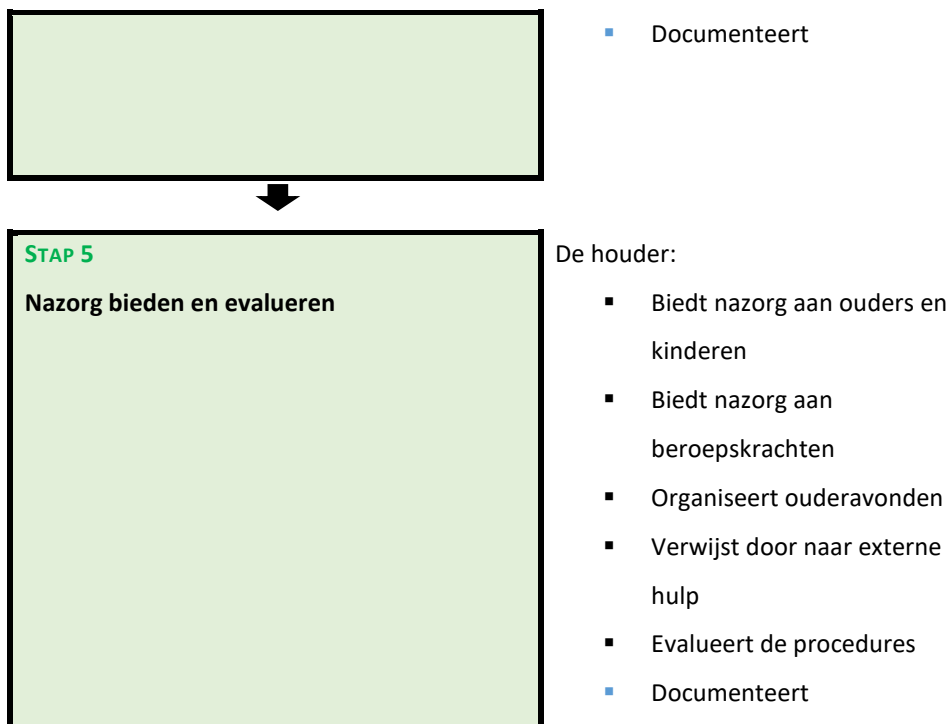 ▪ Documenteert
STAP 5
Nazorg bieden en evalueren
De houder:
▪ Biedt nazorg aan ouders en
kinderen
▪ Biedt nazorg aan
beroepskrachten
▪ Organiseert ouderavonden
▪ Verwijst door naar externe
hulp
▪ Evalueert de procedures
▪ Documenteert